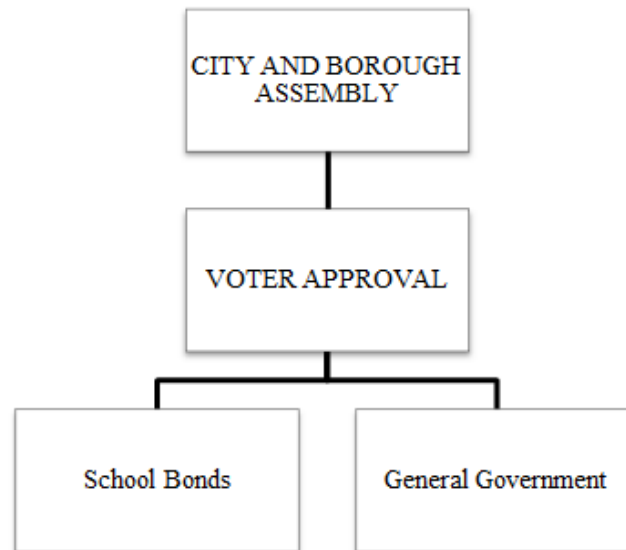 CITY AND BOROUGH
ASSEMBLY
VOTER APPROVAL
School Bonds
General Government